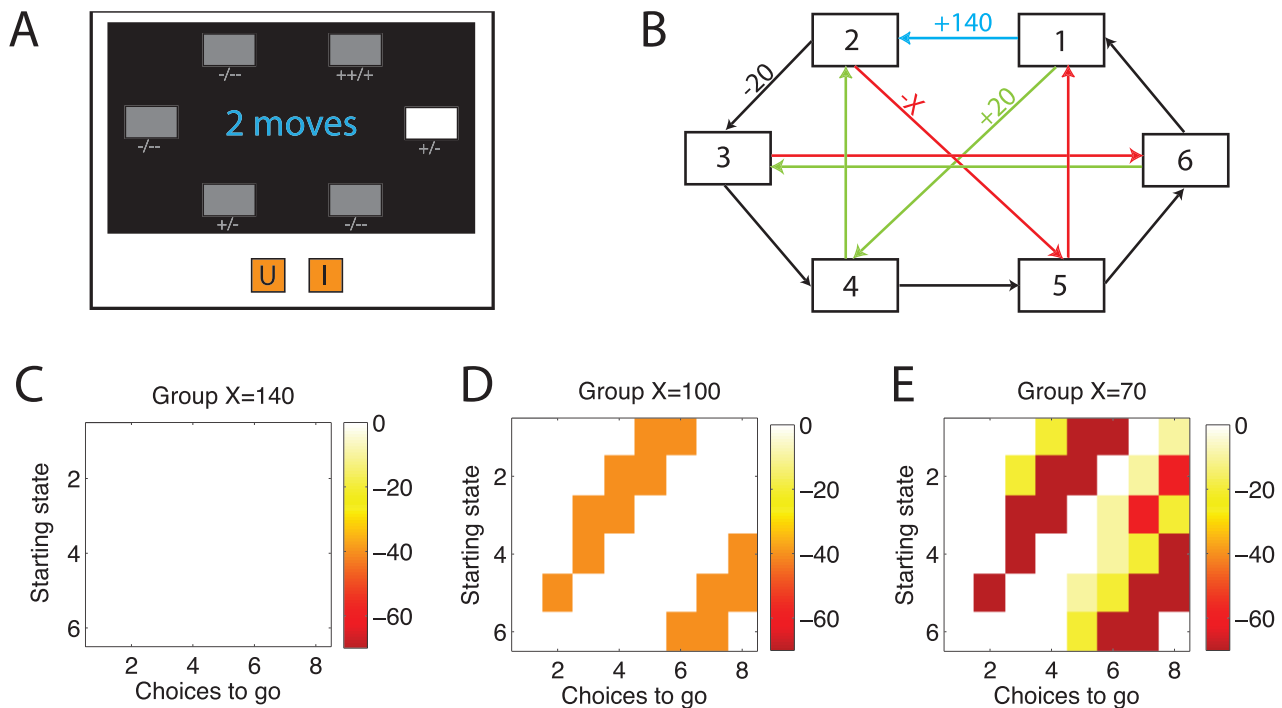 A
-/--
++/+
-/--
2 moves
+/-
+/-
-/--
U I
B
2
+140
1
-20
-X
+20
3
6
4
5
C
Group X=140
Starting state
2
4
6
2 4 6 8
Choices to go
0
−20
−40
−60
D
Group X=100
Starting state
2
4
6
2 4 6 8
Choices to go
0
−20
−40
−60
E
Group X=70
Starting state
2
4
6
2 4 6 8
Choices to go
0
−20
−40
−60